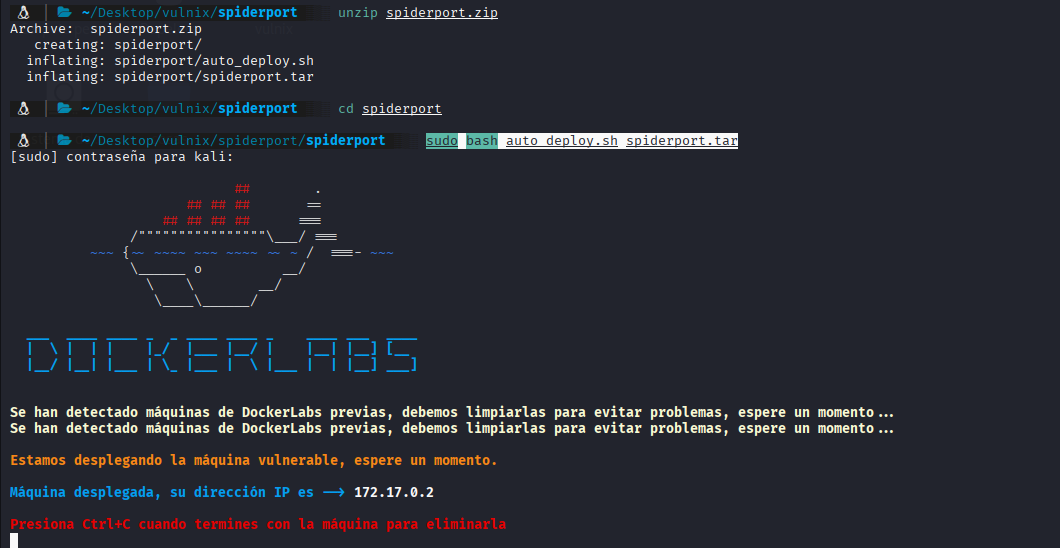 ~/Desktop/vulnix/spiderport unzip spiderport.zip
Archive:  spiderport.zip
   creating: spiderport/
  inflating: spiderport/auto_deploy.sh
  inflating: spiderport/spiderport.tar
~/Desktop/vulnix/spiderport cd spiderport
~/Desktop/vulnix/spiderport/spiderport sudo bash auto_deploy.sh spiderport.tar
[sudo] contraseña para kali:
DOCKERLABS
Se han detectado máquinas de DockerLabs previas, debemos limpiarlas para evitar problemas, espere un momento...
Se han detectado máquinas de DockerLabs previas, debemos limpiarlas para evitar problemas, espere un momento...
Estamos desplegando la máquina vulnerable, espere un momento.
Máquina desplegada, su dirección IP es --> 172.17.0.2
Presiona Ctrl+C cuando termines con la máquina para eliminarla